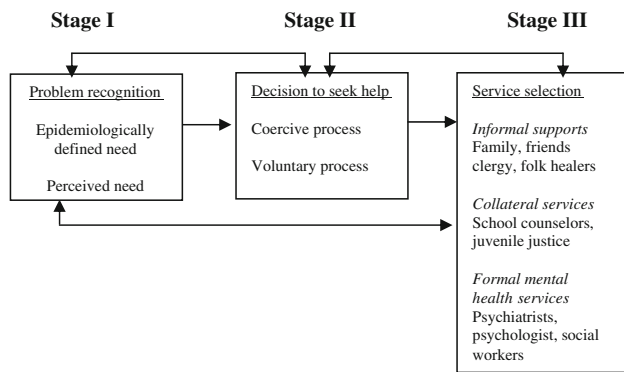 Stage I
Stage II
Stage III
Problem recognition
Epidemiologically
defined need
Perceived need
Decision to seek help
Coercive process
Voluntary process
Service selection
Informal supports
Family, friends
clergy, folk healers
Collateral services
School counselors,
juvenile justice
Formal mental
health services
Psychiatrists,
psychologist, social
workers